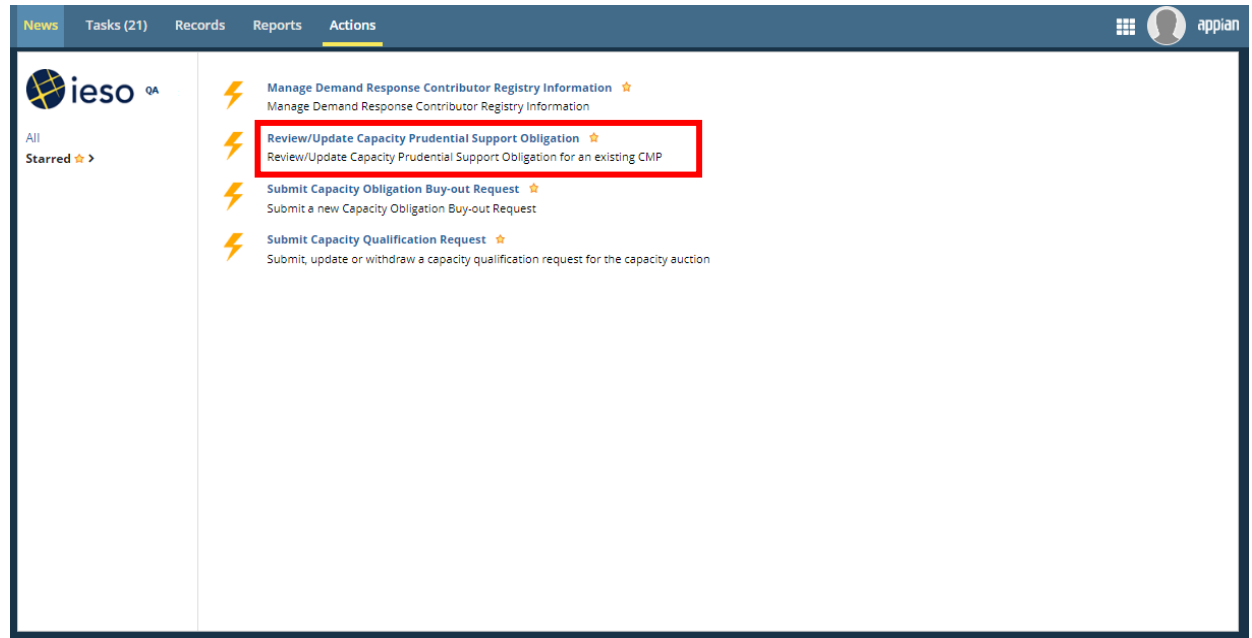 News Tasks (21) Records Reports Actions appian
ieso QA
All
Starred
Manage Demand Response Contributor Registry Information
Manage Demand Response Contributor Registry Information
Review/Update Capacity Prudential Support Obligation
Review/Update Capacity Prudential Support Obligation for an existing CMP
Submit Capacity Obligation Buy-out Request
Submit a new Capacity Obligation Buy-out Request
Submit Capacity Qualification Request
Submit, update or withdraw a capacity qualification request for the capacity auction